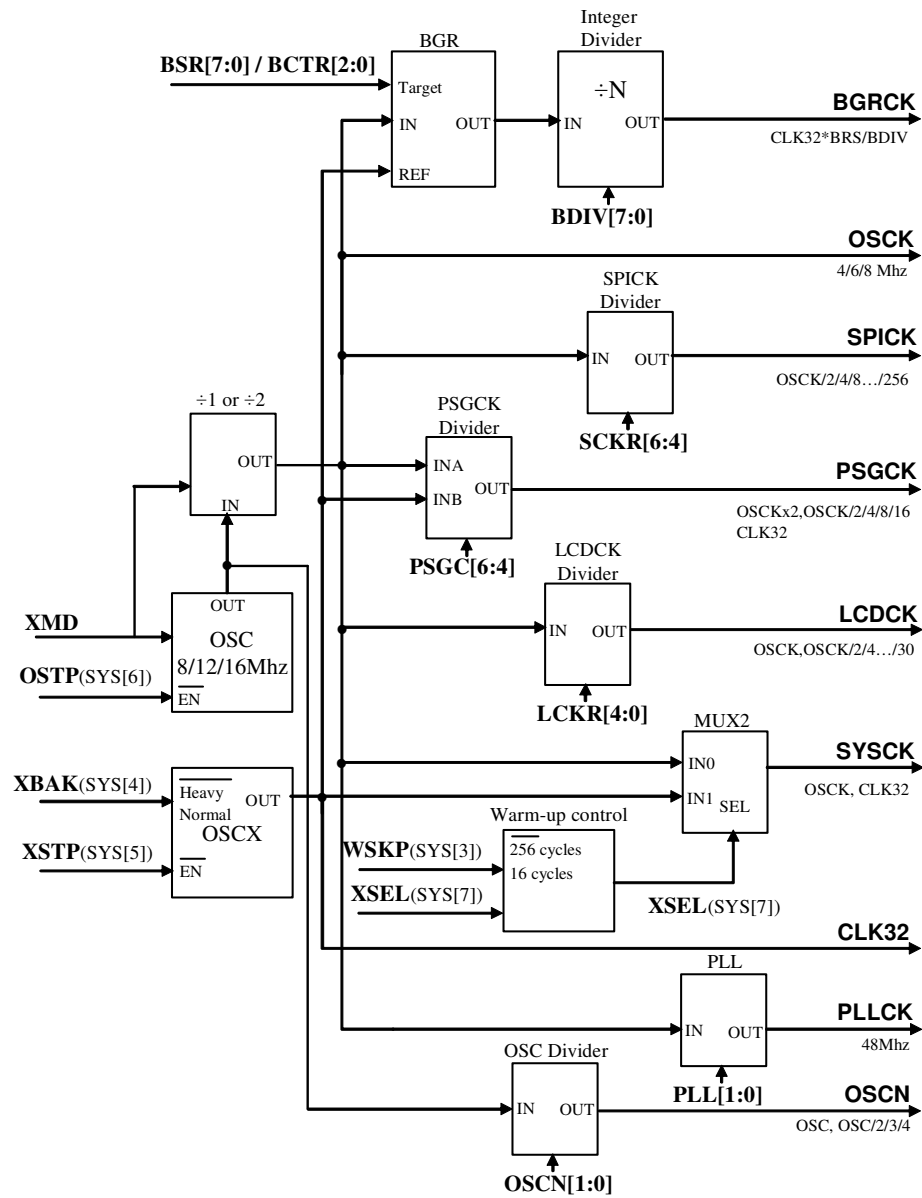 BGR
Integer
Divider
BSR[7:0] / BCTR[2:0]
Target
÷N
BGRCK
IN
OUT
IN
OUT
CLK32*BRS/BDIV
REF
BDIV[7:0]
OSCK
4/6/8 Mhz
SPICK
Divider
SPICK
IN
OUT
OSCK/2/4/8…/256
÷1 or ÷2
PSGCK
Divider
SCKR[6:4]
OUT
INA
PSGCK
OUT
INB
IN
OSCKx2,OSCK/2/4/8/16
CLK32
PSGC[6:4]
LCDCK
Divider
OUT
XMD
OSC
8/12/16Mhz
IN
OUT
LCDCK
OSCK,OSCK/2/4…/30
OSTP(SYS[6])
EN
LCKR[4:0]
MUX2
SYSCK
IN0
XBAK(SYS[4])
Heavy
Normal
OUT
OSCX
IN1
SEL
OSCK, CLK32
Warm-up control
WSKP(SYS[3])
256 cycles
16 cycles
XSTP(SYS[5])
EN
XSEL(SYS[7])
XSEL(SYS[7])
CLK32
PLL
PLLCK
IN
OUT
48Mhz
OSC Divider
PLL[1:0]
OSCN
IN
OUT
OSC, OSC/2/3/4
OSCN[1:0]